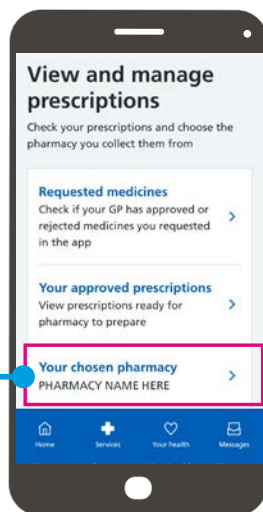 View and manage
prescriptions
Check your prescriptions and choose the
pharmacy you collect them from
Requested medicines
Check if your GP has approved or
rejected medicines you requested
in the app
Your approved prescriptions
View prescriptions ready for
pharmacy to prepare
Your chosen pharmacy
PHARMACY NAME HERE
Home Services Your health Messages